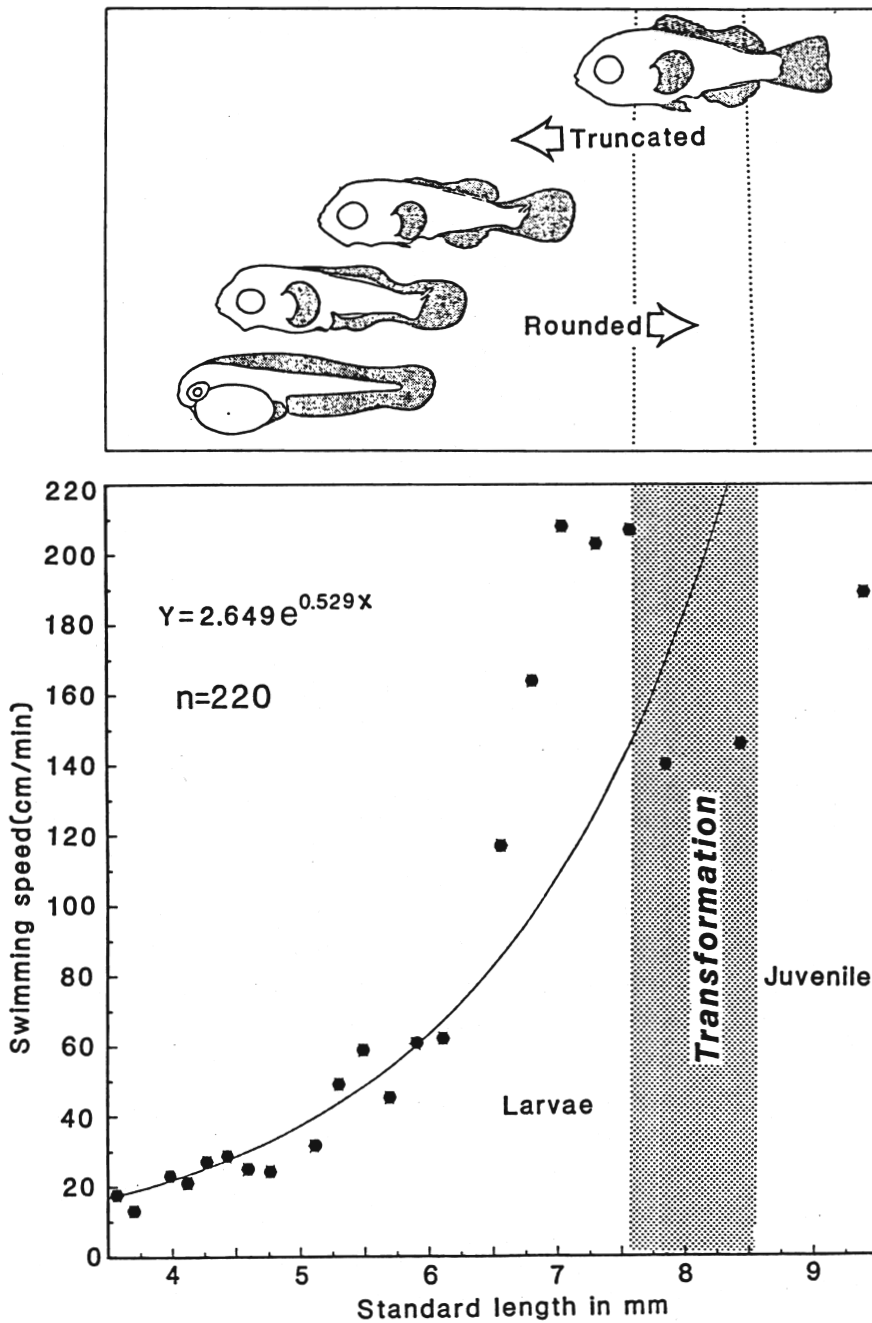 Truncated
Rounded
220
200
180
160
140
120
100
80
60
40
20
0
Swimming speed(cm/min)
Y=2.649e^0.529x
n=220
Transformation
Juvenile
Larvae
4 5 6 7 8 9
Standard length in mm